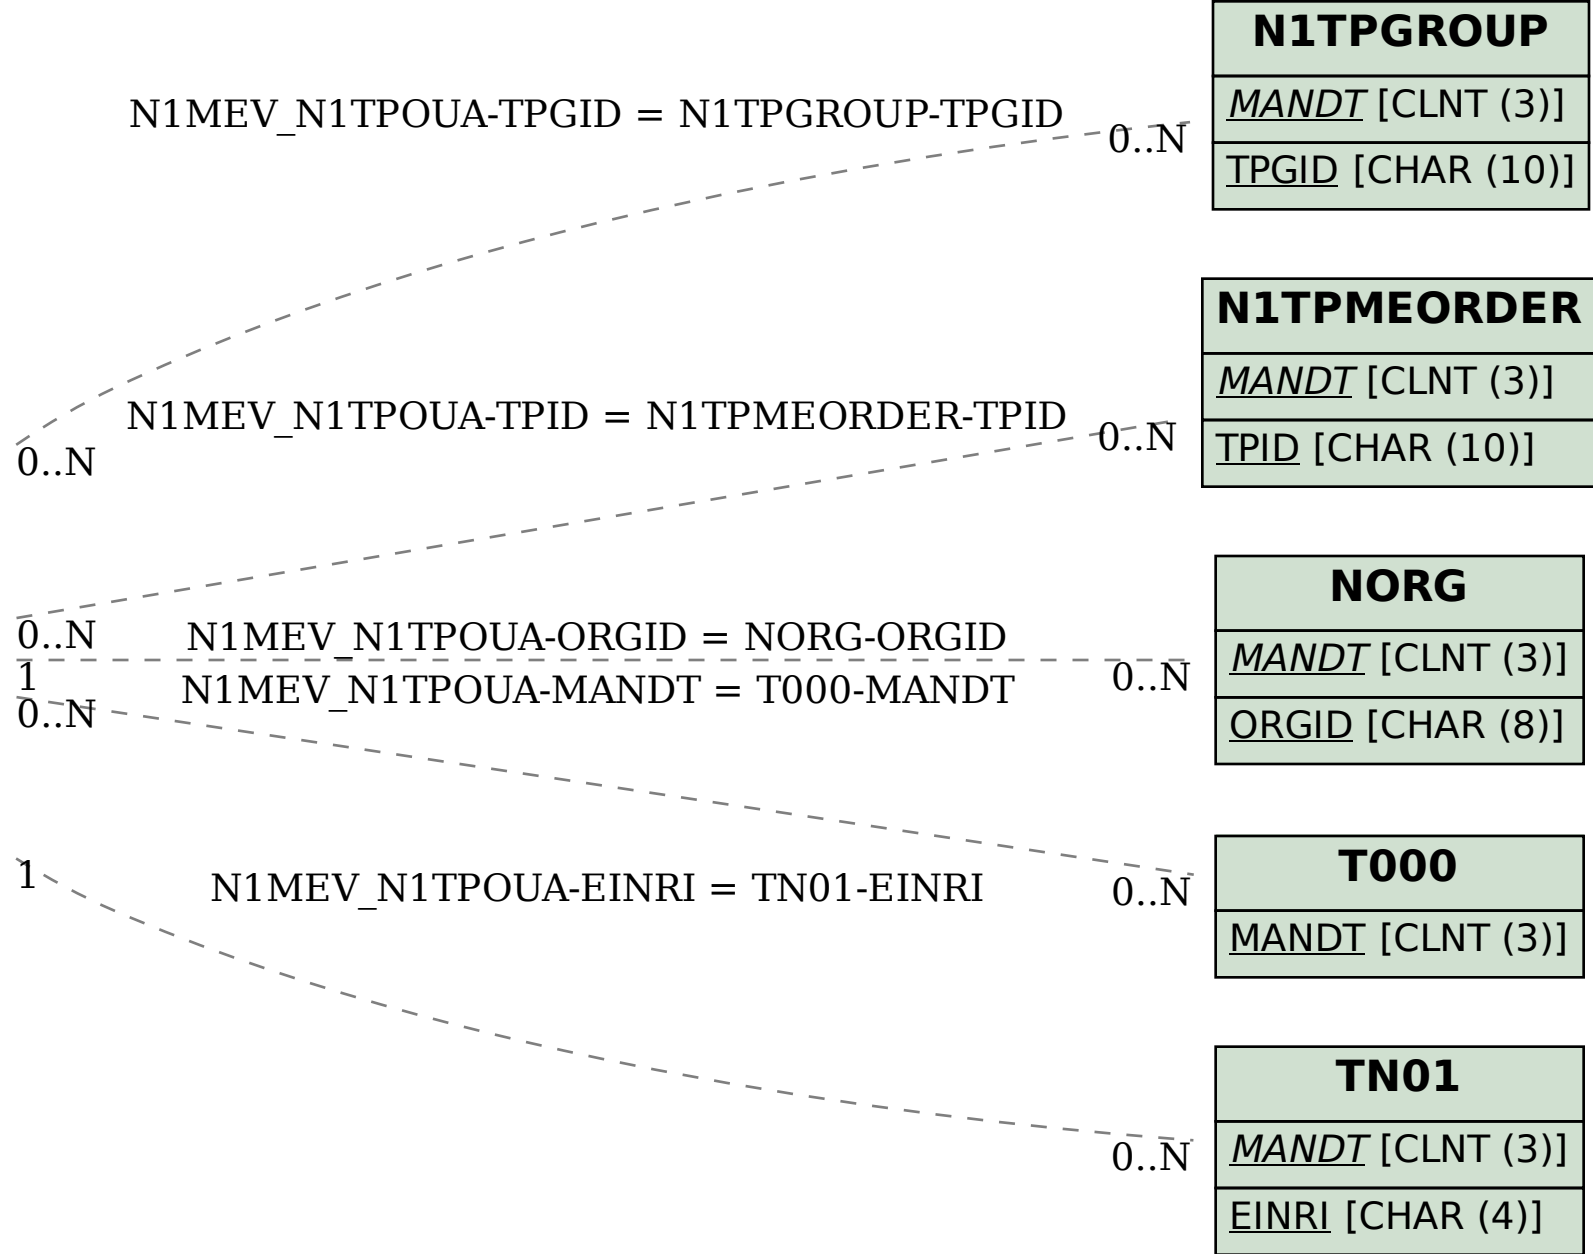 N1TPGROUP
MANDT [CLNT (3)]
TPGID [CHAR (10)]
N1MEV_N1TPOUA-TPGID = N1TPGROUP-TPGID
0..N
0..N
N1TPMEORDER
MANDT [CLNT (3)]
TPID [CHAR (10)]
N1MEV_N1TPOUA-TPID = N1TPMEORDER-TPID
0..N
0..N
NORG
MANDT [CLNT (3)]
ORGID [CHAR (8)]
N1MEV_N1TPOUA-ORGID = NORG-ORGID
0..N
1
N1MEV_N1TPOUA-MANDT = T000-MANDT
0..N
0..N
T000
MANDT [CLNT (3)]
1
N1MEV_N1TPOUA-EINRI = TN01-EINRI
0..N
TN01
MANDT [CLNT (3)]
EINRI [CHAR (4)]